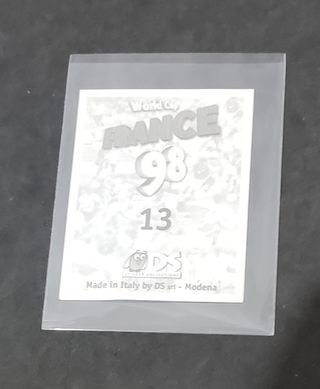 World Cup
FRANCE
98
13
DS
Made in Italy by DS srl - Modena